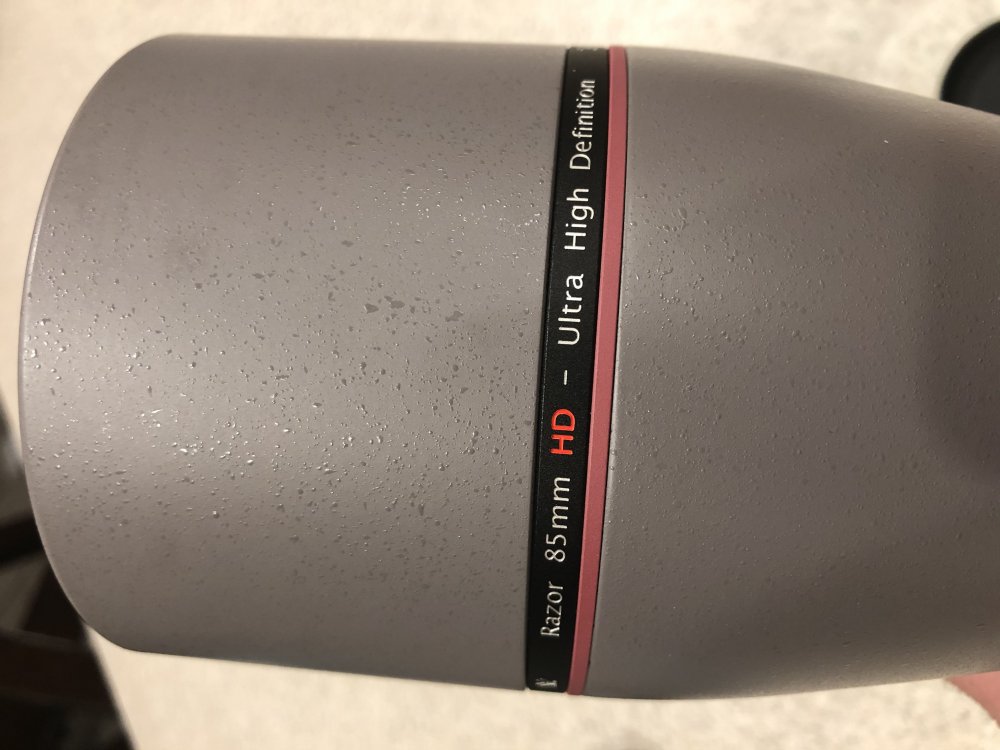 Razor 85mm HD – Ultra High Definition